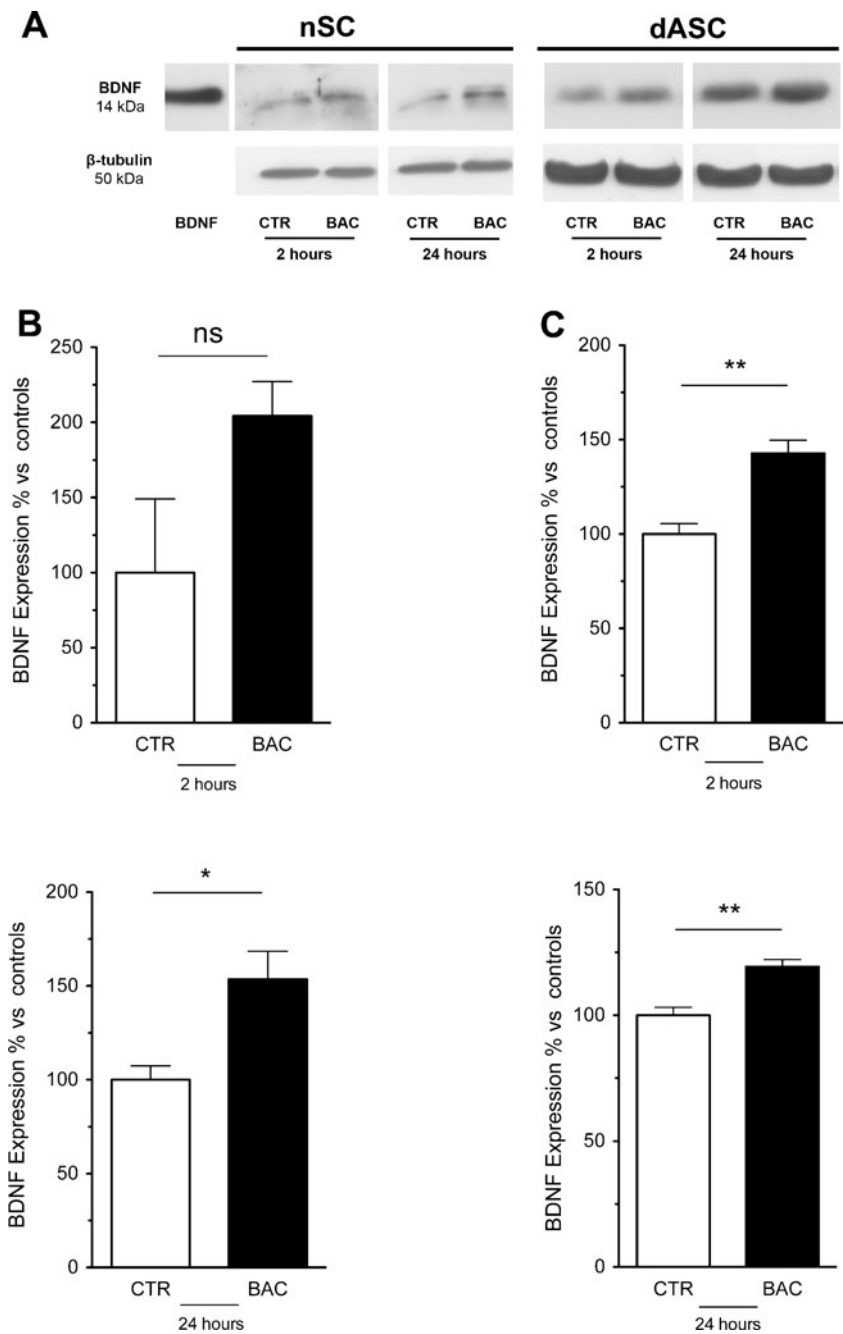 A
nSC
dASC
BDNF
14 kDa
β-tubulin
50 kDa
BDNF
CTR BAC CTR BAC CTR BAC CTR BAC
2 hours 24 hours 2 hours 24 hours
B
BDNF Expression % vs controls
250
200
150
100
50
0
ns
CTR BAC
2 hours
C
BDNF Expression % vs controls
200
150
100
50
0
**
CTR BAC
2 hours
BDNF Expression % vs controls
200
150
100
50
0
*
CTR BAC
24 hours
BDNF Expression % vs controls
150
100
50
0
**
CTR BAC
24 hours